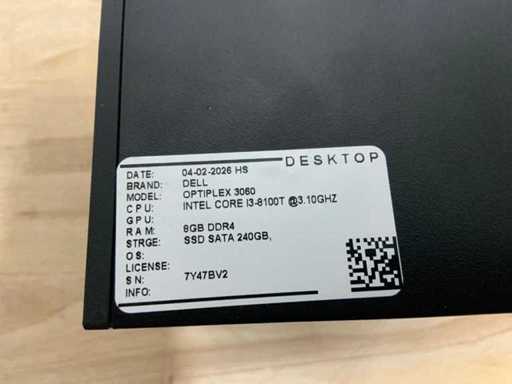 DESKTOP
DATE: 04-02-2026 HS
BRAND: DELL
MODEL: OPTIPLEX 3060
CPU: INTEL CORE I3-8100T @3.10GHZ
GPU:
RAM: 8GB DDR4
STRGE: SSD SATA 240GB,
OS:
LICENSE:
SN: 7Y47BV2
INFO: